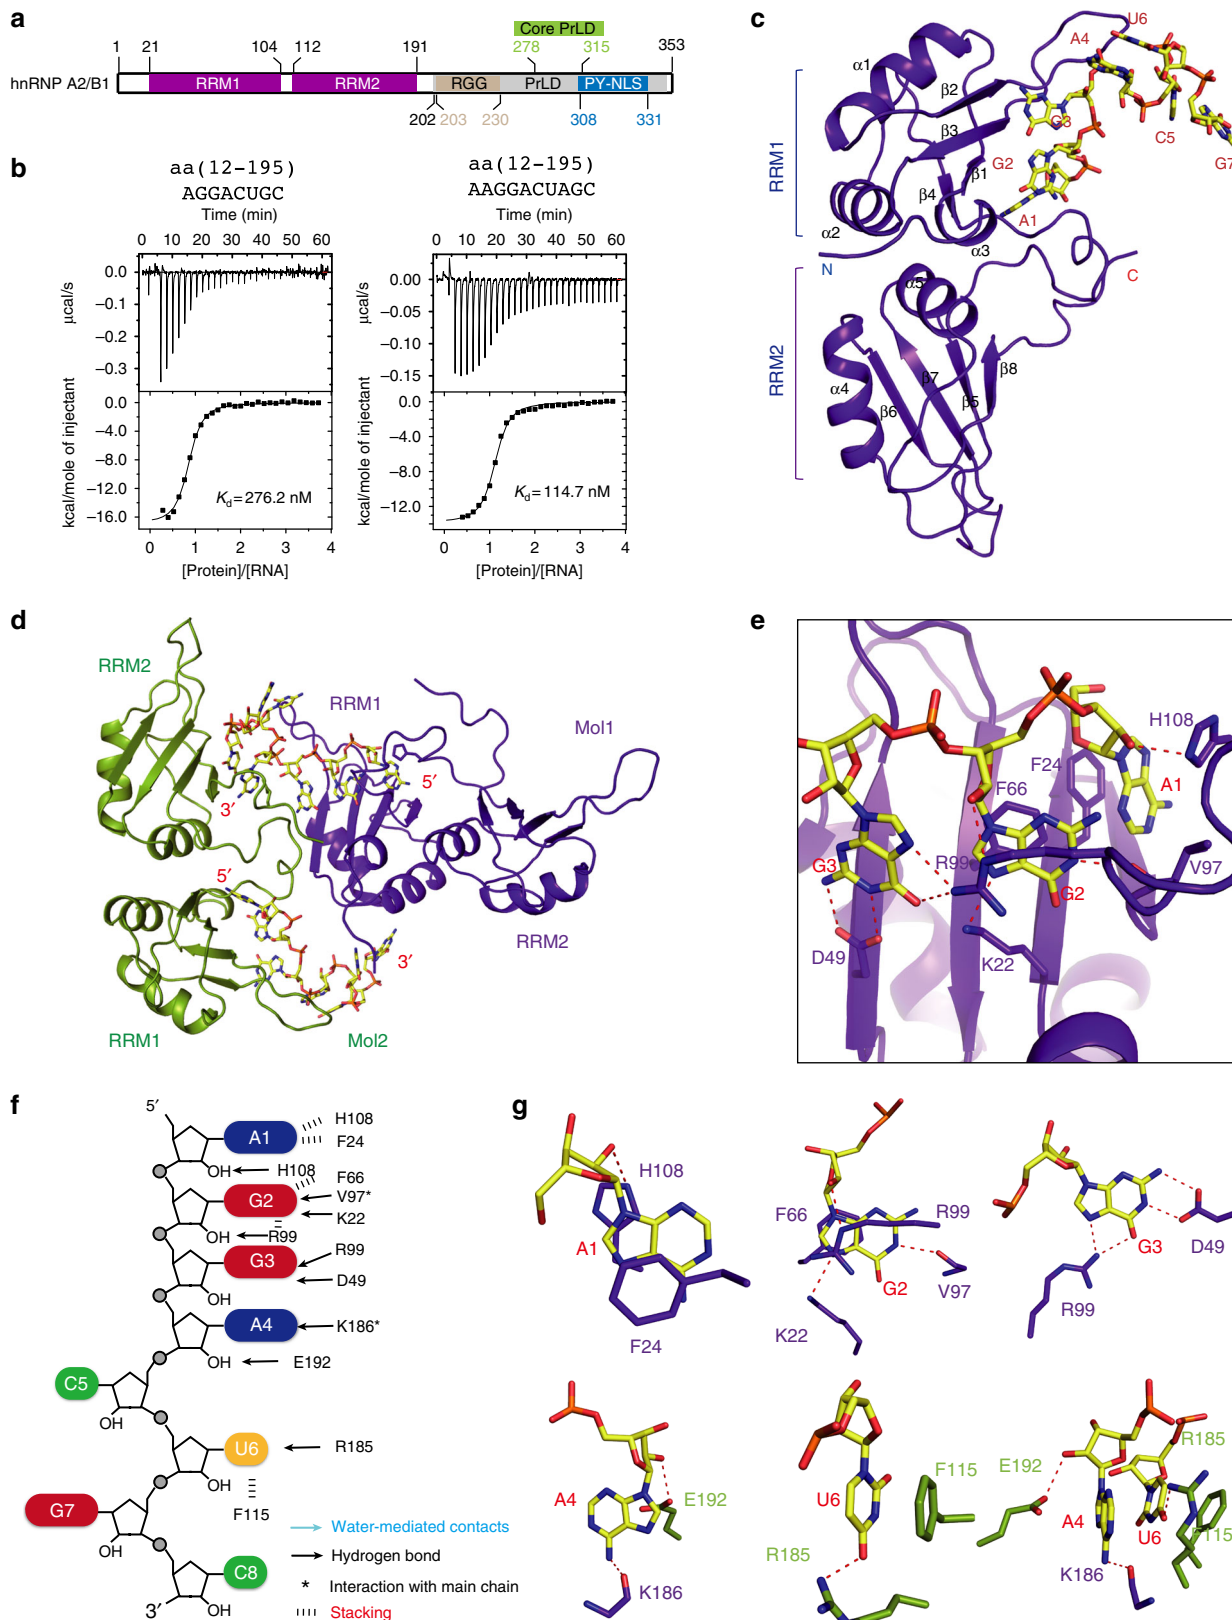 a
Core PrLD
1 21 104 112 191 278 315 353
hnRNP A2/B1 RRM1 RRM2 RGG PrLD PY-NLS
202 203 230 308 331
b
aa(12–195)
AGGACUGC
Time (min)
0 10 20 30 40 50 60
0.0
–0.1
–0.2
–0.3
µcal/s
0.0
–4.0
–8.0
–12.0
–16.0
kcal/mole of injectant
Kd=276.2 nM
0 1 2 3 4
[Protein]/[RNA]
aa(12–195)
AAGGACUAGC
Time (min)
0 10 20 30 40 50 60
0.00
–0.05
–0.10
–0.15
µcal/s
0.0
–4.0
–8.0
–12.0
kcal/mole of injectant
Kd=114.7 nM
0 1 2 3 4
[Protein]/[RNA]
c
U6
A4
α1
β2
G3
β3
C5
G2
G7
β1
RRM1
β4
A1
α2
α3
N
C
α5
RRM2
β7
β8
α4
β6
β5
d
RRM2
RRM1
Mol1
5′
3′
5′
RRM2
3′
RRM1
Mol2
e
H108
F24
A1
F66
G3
R99
V97
G2
D49
K22
f
5′
A1
H108
F24
OH
H108
F66
G2
V97*
K22
OH
R99
G3
R99
D49
OH
A4
K186*
OH
E192
C5
OH
U6
R185
OH
F115
G7
OH
C8
3′
OH
Water-mediated contacts
Hydrogen bond
* Interaction with main chain
Stacking
g
H108
A1
F24
F66
R99
G2
V97
K22
G3
D49
R99
A4
E192
K186
U6
F115
R185
E192
R185
A4
U6
F115
K186